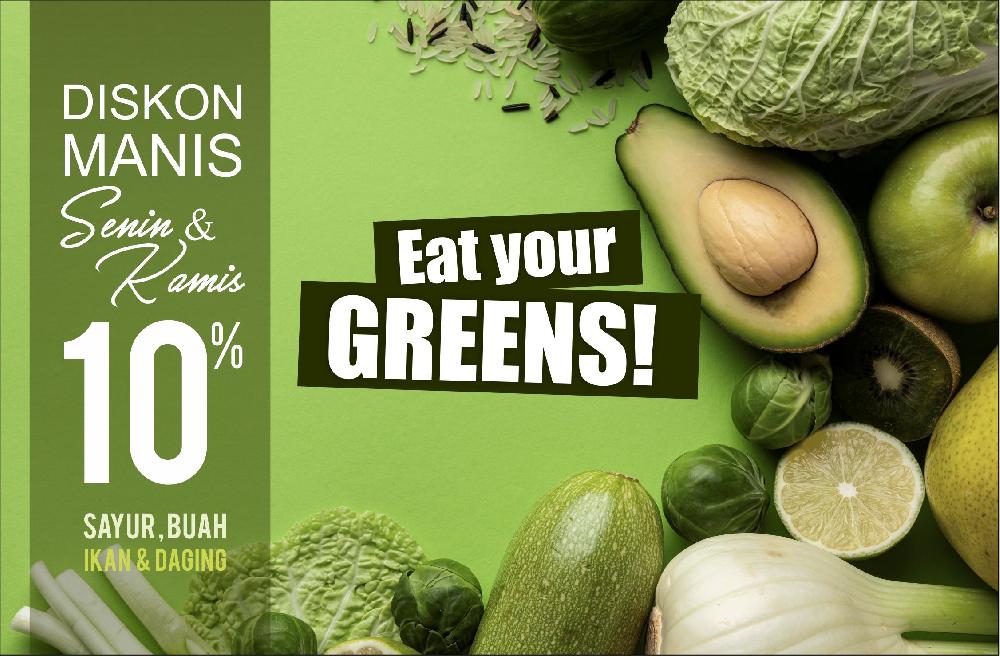 DISKON
MANIS
Senin &
Kamis
10%
SAYUR, BUAH
IKAN & DAGING
Eat your
GREENS!